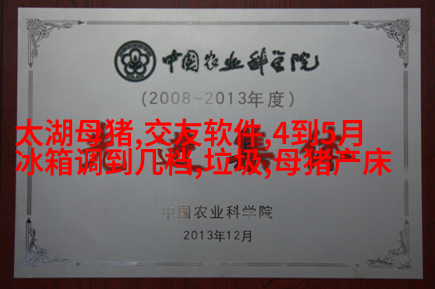 中国农业科学院
(2008~2013年度)
太湖母猪,交友软件,4到5月
冰箱调到几档,垃圾,母猪产床
中国农业科学院
2013年12月